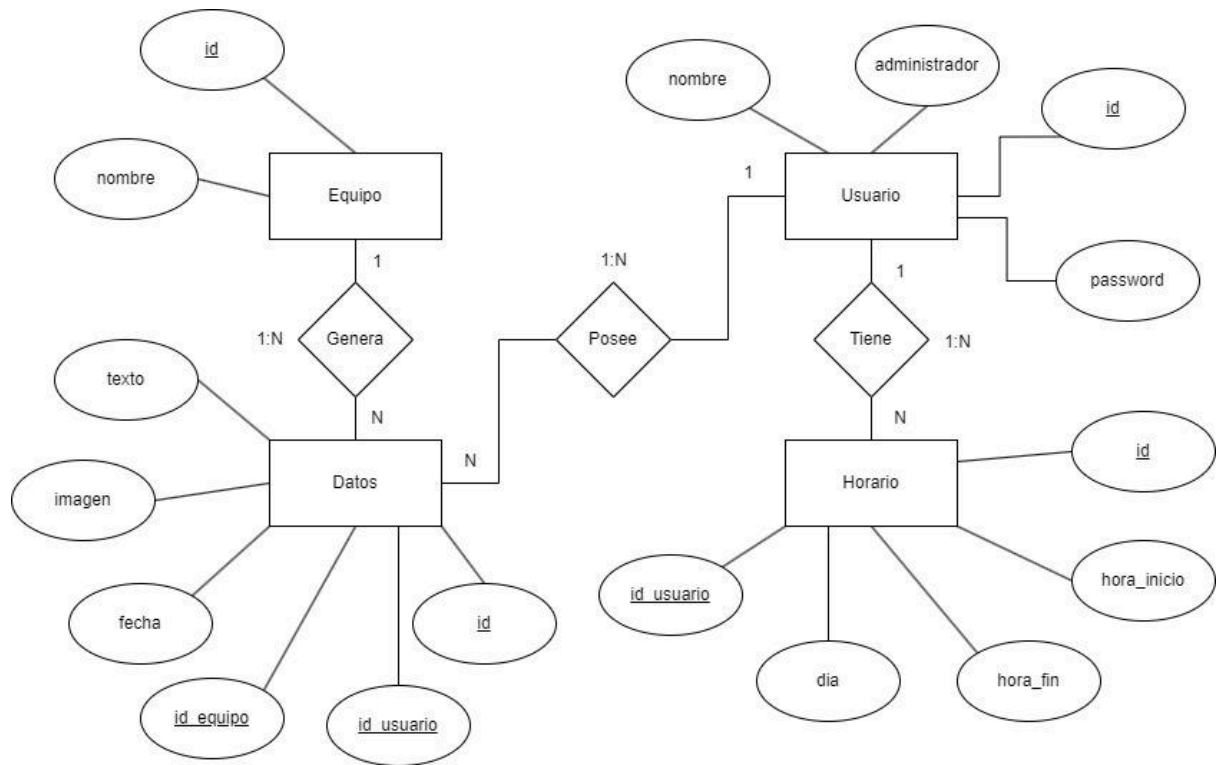 id
nombre
administrador
id
nombre
Equipo
1
Usuario
1
1:N
1
password
1:N
Genera
Posee
Tiene
1:N
texto
N
N
N
id
imagen
Datos
Horario
hora_inicio
fecha
id
id_usuario
id_equipo
id_usuario
dia
hora_fin